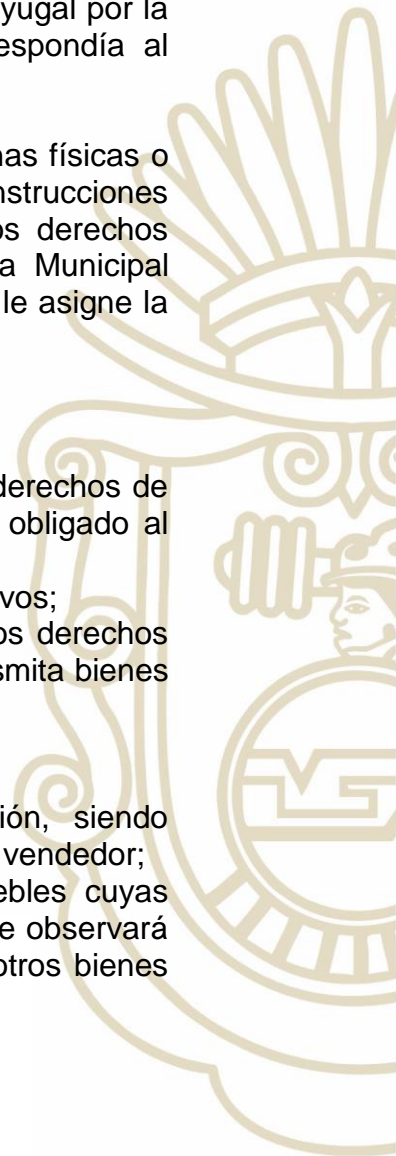 yugal por la
espondía al
nas físicas o
nstrucciones
os derechos
a Municipal
le asigne la
derechos de
obligado al
vos;
os derechos
smita bienes
ión, siendo
vendedor;
ebles cuyas
e observará
otros bienes